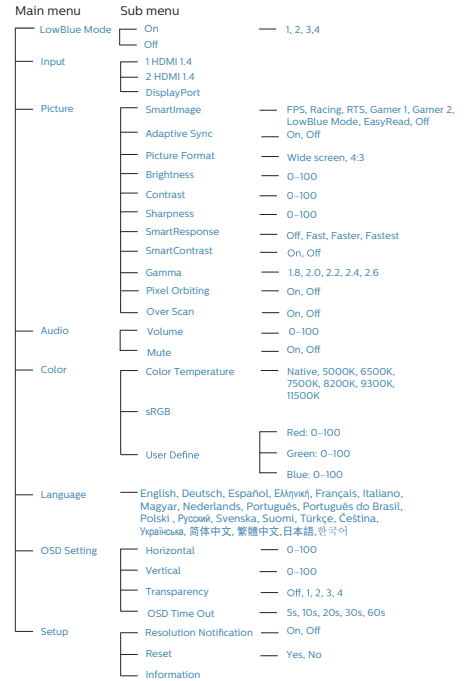 Main menu Sub menu
LowBlue Mode On 1, 2, 3,4
Off
Input 1 HDMI 1.4
2 HDMI 1.4
DisplayPort
Picture SmartImage FPS, Racing, RTS, Gamer 1, Gamer 2,
LowBlue Mode, EasyRead, Off
Adaptive Sync On, Off
Picture Format Wide screen, 4:3
Brightness 0–100
Contrast 0–100
Sharpness 0–100
SmartResponse Off, Fast, Faster, Fastest
SmartContrast On, Off
Gamma 1.8, 2.0, 2.2, 2.4, 2.6
Pixel Orbiting On, Off
Over Scan On, Off
Audio Volume 0–100
Mute On, Off
Color Color Temperature Native, 5000K, 6500K,
7500K, 8200K, 9300K,
11500K
sRGB
Red: 0–100
User Define Green: 0–100
Blue: 0–100
Language English, Deutsch, Español, Ελληνική, Français, Italiano,
Magyar, Nederlands, Português, Português do Brasil,
Polski , Русский, Svenska, Suomi, Türkçe, Čeština,
Українська, 简体中文, 繁體中文,日本語,한국어
OSD Setting Horizontal 0–100
Vertical 0–100
Transparency Off, 1, 2, 3, 4
OSD Time Out 5s, 10s, 20s, 30s, 60s
Setup Resolution Notification On, Off
Reset Yes, No
Information